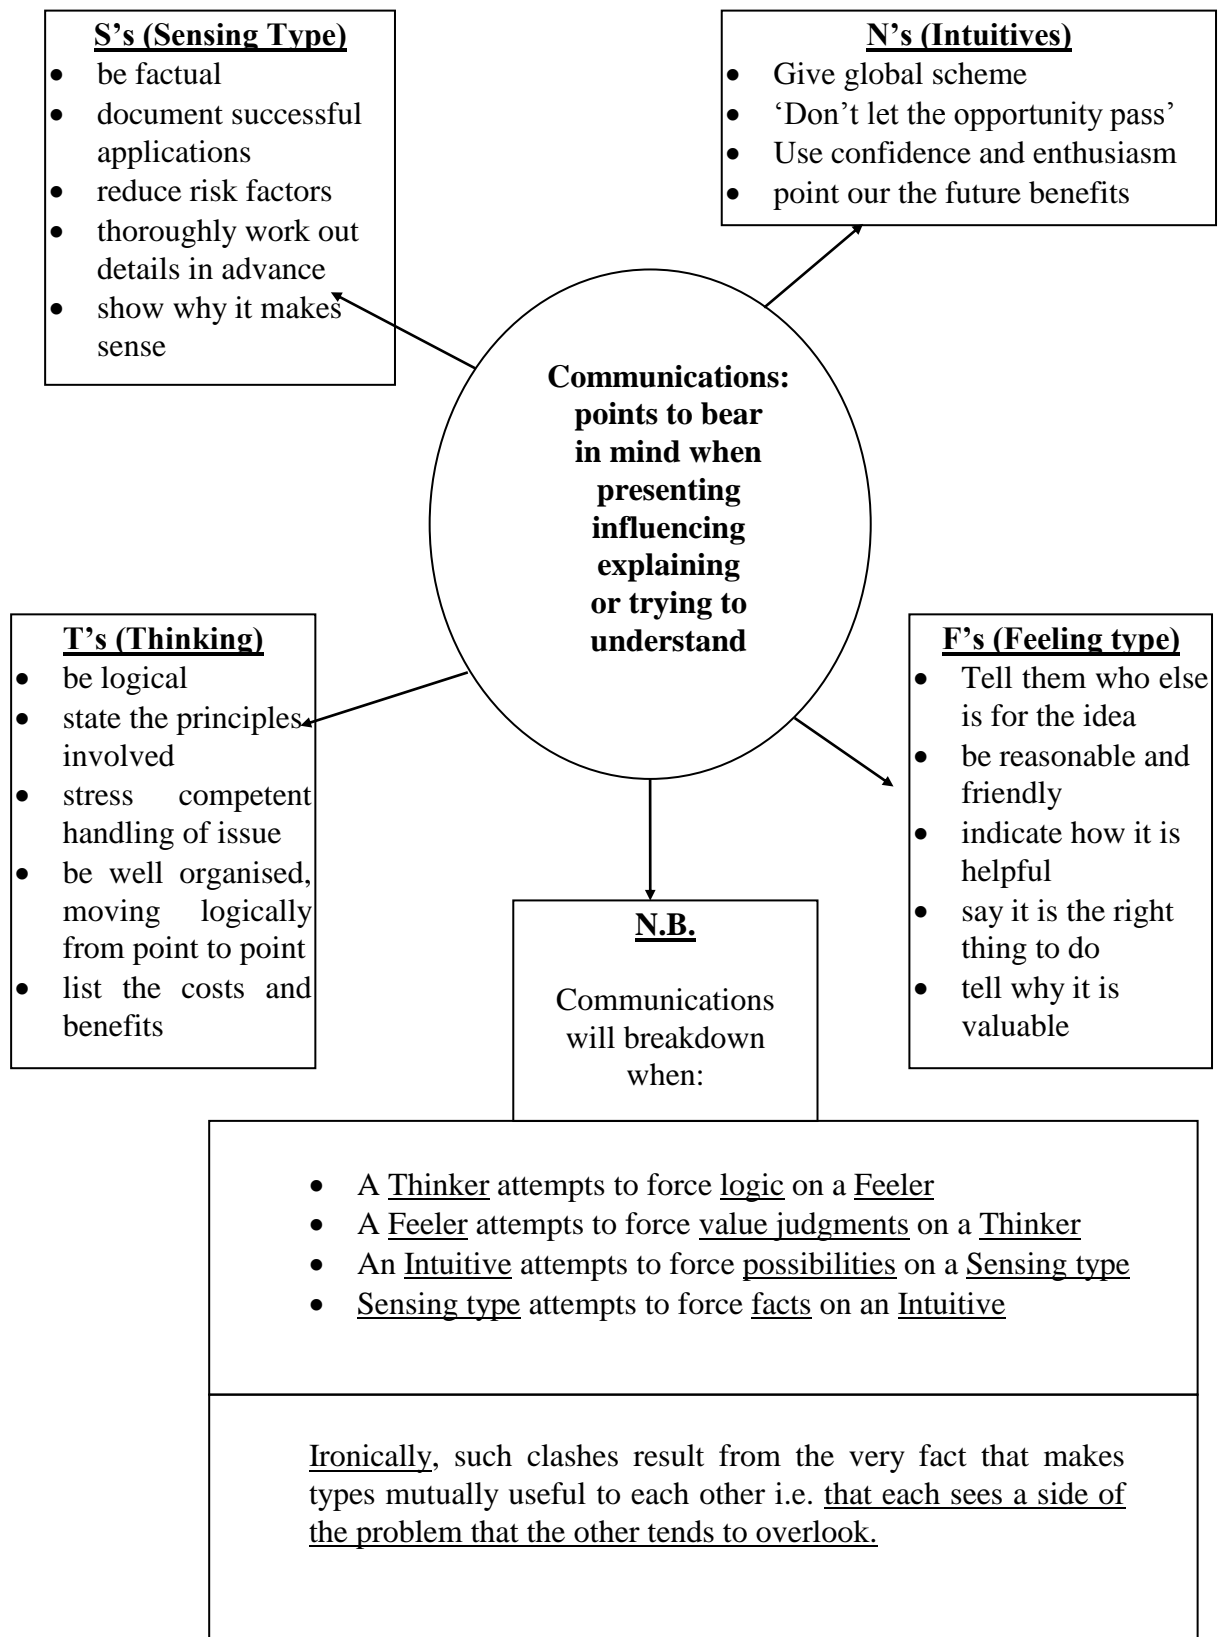 S’s (Sensing Type)
• be factual
• document successful
applications
• reduce risk factors
• thoroughly work out
details in advance
• show why it makes
sense
N’s (Intuitives)
• Give global scheme
• ‘Don’t let the opportunity pass’
• Use confidence and enthusiasm
• point our the future benefits
Communications:
points to bear
in mind when
presenting
influencing
explaining
or trying to
understand
T’s (Thinking)
• be logical
• state the principles
involved
• stress competent
handling of issue
• be well organised,
moving logically
from point to point
• list the costs and
benefits
F’s (Feeling type)
• Tell them who else
is for the idea
• be reasonable and
friendly
• indicate how it is
helpful
• say it is the right
thing to do
• tell why it is
valuable
N.B.
Communications
will breakdown
when:
• A Thinker attempts to force logic on a Feeler
• A Feeler attempts to force value judgments on a Thinker
• An Intuitive attempts to force possibilities on a Sensing type
• Sensing type attempts to force facts on an Intuitive
Ironically, such clashes result from the very fact that makes
types mutually useful to each other i.e. that each sees a side of
the problem that the other tends to overlook.